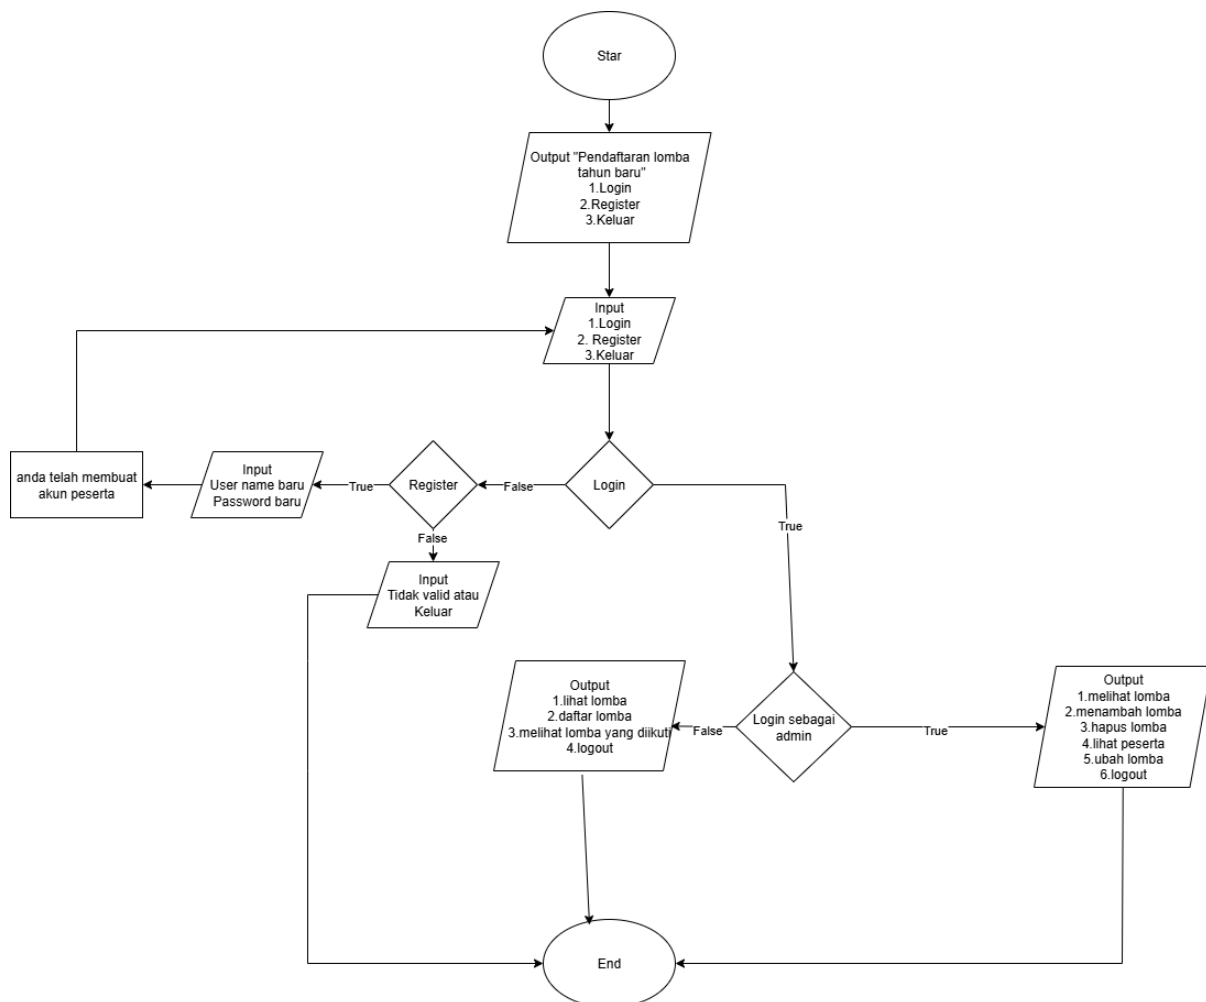 Star
Output "Pendaftaran lomba
tahun baru"
1.Login
2.Register
3.Keluar
Input
1.Login
2. Register
3.Keluar
Login
False
True
Register
True
False
Input
User name baru
Password baru
anda telah membuat
akun peserta
Input
Tidak valid atau
Keluar
Login sebagai
admin
False
True
Output
1.lihat lomba
2.daftar lomba
3.melihat lomba yang diikuti
4.logout
Output
1.melihat lomba
2.menambah lomba
3.hapus lomba
4.lihat peserta
5.ubah lomba
6.logout
End